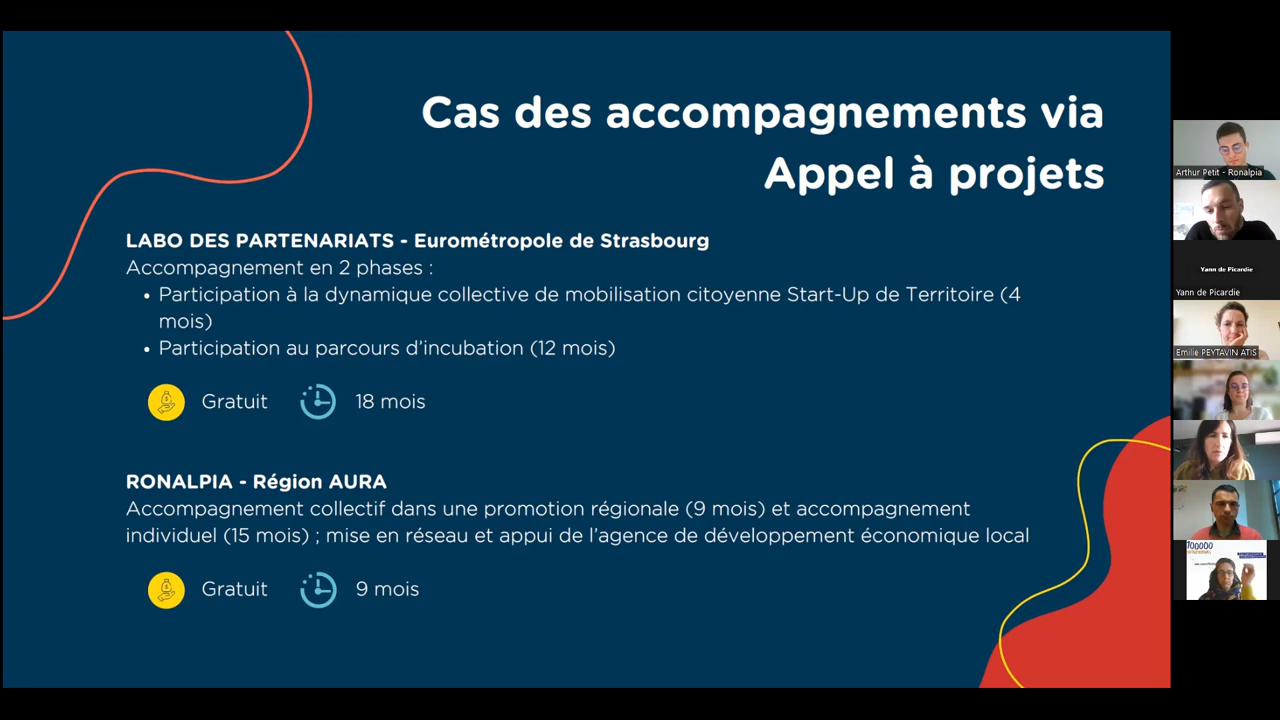 Cas des accompagnements via
Appel à projets
LABO DES PARTENARIATS - Eurométropole de Strasbourg
Accompagnement en 2 phases :
• Participation à la dynamique collective de mobilisation citoyenne Start-Up de Territoire (4
mois)
• Participation au parcours d’incubation (12 mois)
Gratuit 18 mois
RONALPIA - Région AURA
Accompagnement collectif dans une promotion régionale (9 mois) et accompagnement
individuel (15 mois) ; mise en réseau et appui de l’agence de développement économique local
Gratuit 9 mois
Arthur Petit - Ronalpia
Yann de Picardie
Yann de Picardie
Emilie PEYTAVIN ATIS
100000